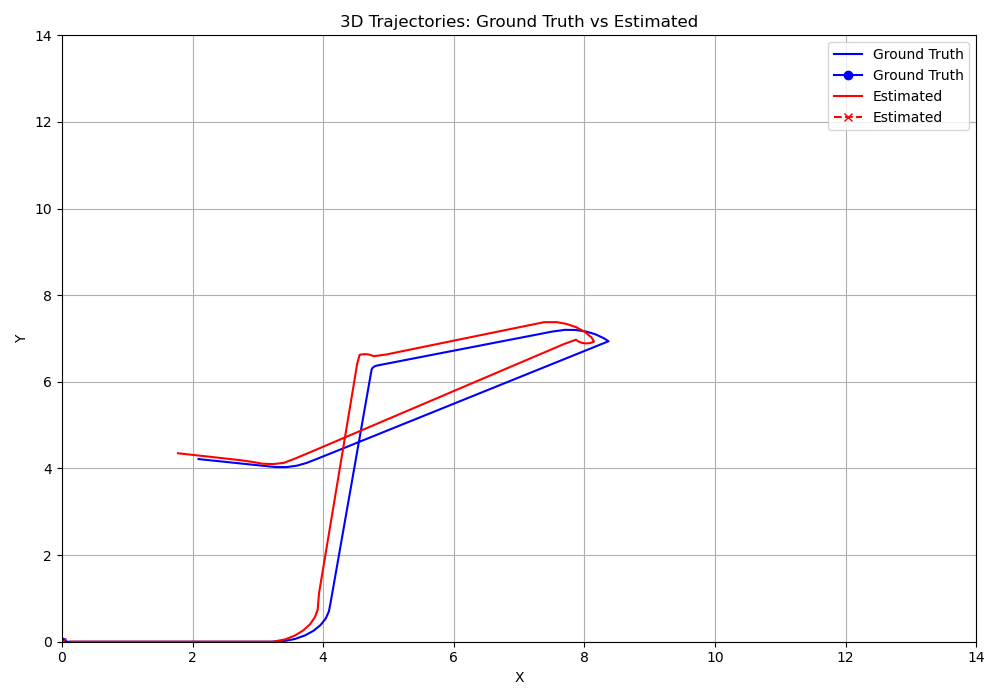 3D Trajectories: Ground Truth vs Estimated
14
12
10
8
6
4
2
0
Y
0 2 4 6 8 10 12 14
X
Ground Truth
Ground Truth
Estimated
Estimated